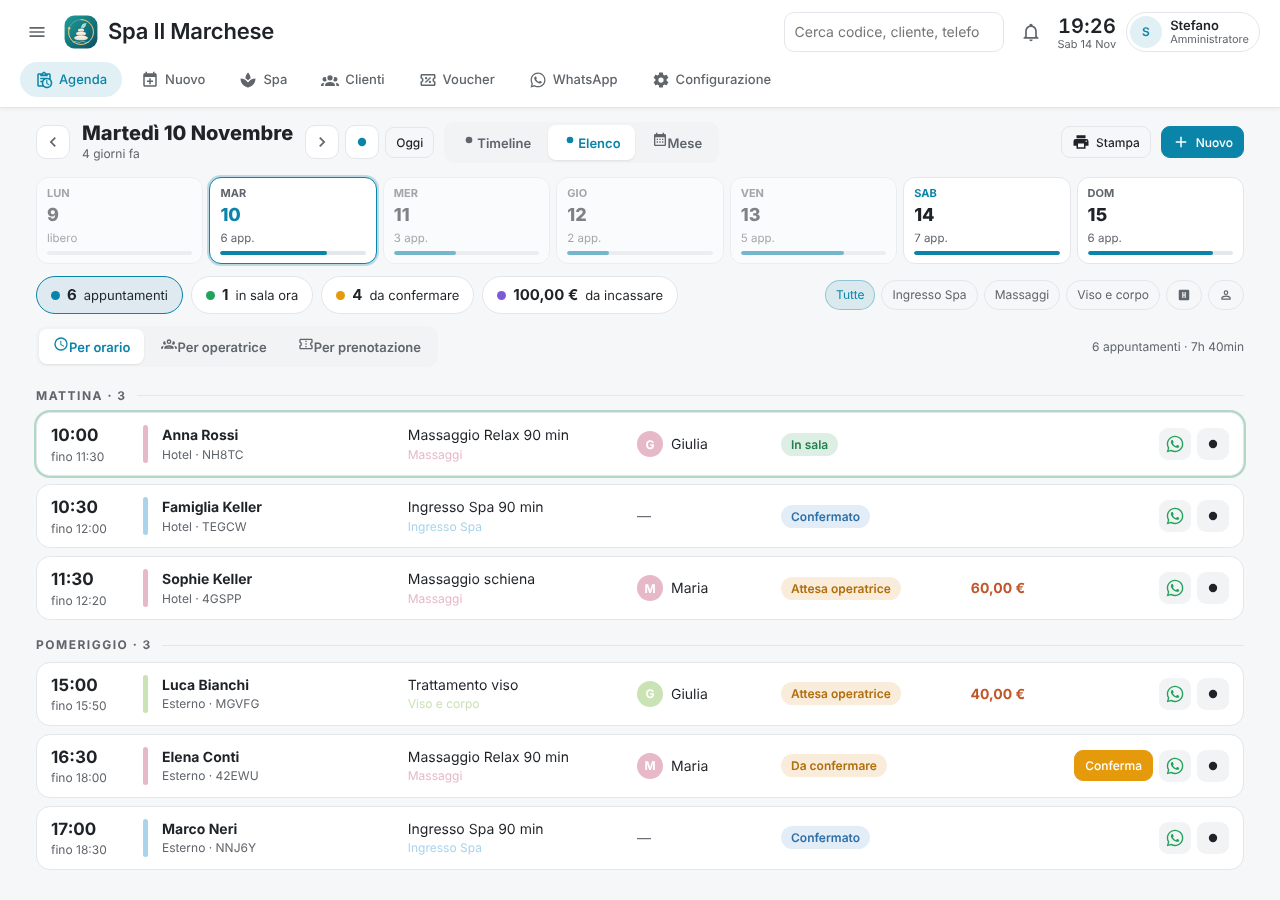 Spa Il Marchese
Cerca codice, cliente, telefo
19:26
Sab 14 Nov
S
Stefano
Amministratore
Agenda
Nuovo
Spa
Clienti
Voucher
WhatsApp
Configurazione
Martedì 10 Novembre
4 giorni fa
Oggi
Timeline
Elenco
Mese
Stampa
Nuovo
LUN
9
libero
MAR
10
6 app.
MER
11
3 app.
GIO
12
2 app.
VEN
13
5 app.
SAB
14
7 app.
DOM
15
6 app.
6 appuntamenti
1 in sala ora
4 da confermare
100,00 € da incassare
Tutte
Ingresso Spa
Massaggi
Viso e corpo
H
Per orario
Per operatrice
Per prenotazione
6 appuntamenti · 7h 40min
MATTINA · 3
10:00
fino 11:30
Anna Rossi
Hotel · NH8TC
Massaggio Relax 90 min
Massaggi
G
Giulia
In sala
10:30
fino 12:00
Famiglia Keller
Hotel · TEGCW
Ingresso Spa 90 min
Ingresso Spa
—
Confermato
11:30
fino 12:20
Sophie Keller
Hotel · 4GSPP
Massaggio schiena
Massaggi
M
Maria
Attesa operatrice
60,00 €
POMERIGGIO · 3
15:00
fino 15:50
Luca Bianchi
Esterno · MGVFG
Trattamento viso
Viso e corpo
G
Giulia
Attesa operatrice
40,00 €
16:30
fino 18:00
Elena Conti
Esterno · 42EWU
Massaggio Relax 90 min
Massaggi
M
Maria
Da confermare
Conferma
17:00
fino 18:30
Marco Neri
Esterno · NNJ6Y
Ingresso Spa 90 min
Ingresso Spa
—
Confermato